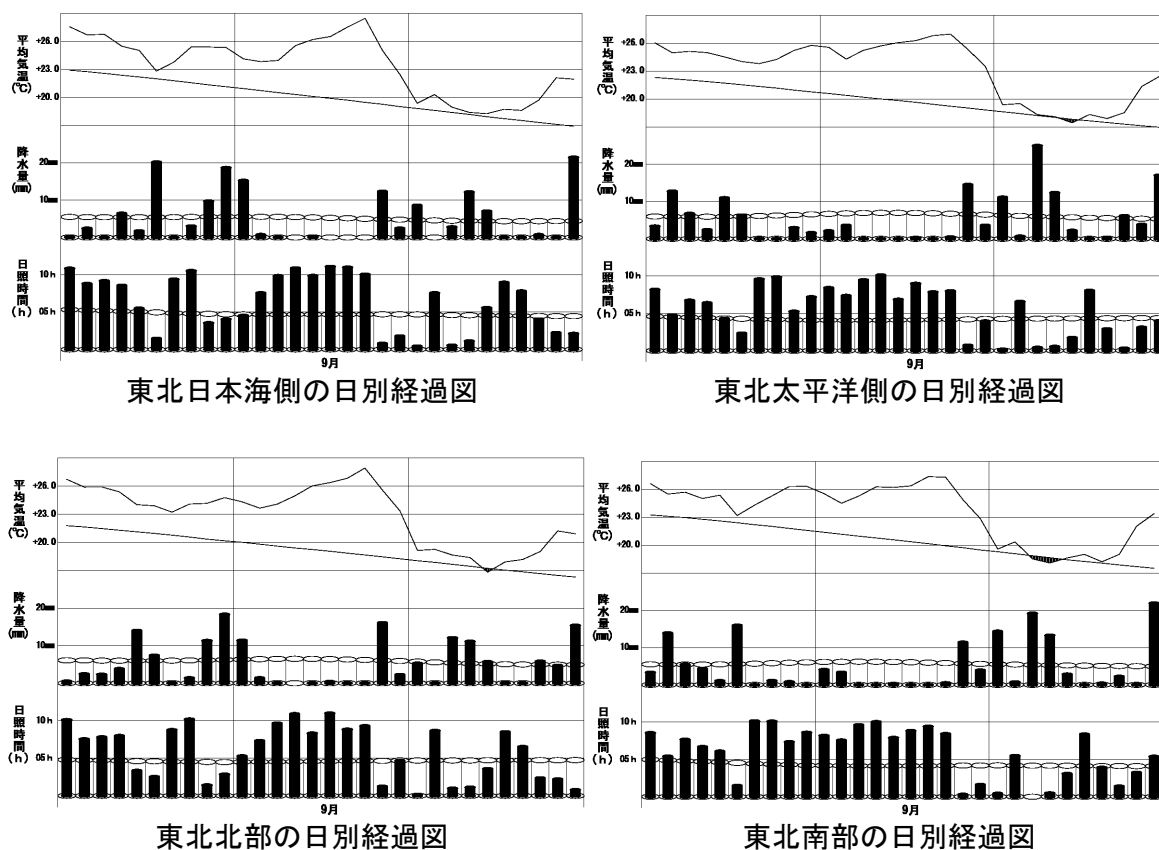 平均気温(℃)
+26.0
+23.0
+20.0
降水量(mm)
20mm
10mm
日照時間(h)
10h
05h
9月
東北日本海側の日別経過図
平均気温(℃)
+26.0
+23.0
+20.0
降水量(mm)
20mm
10mm
日照時間(h)
10h
05h
9月
東北太平洋側の日別経過図
平均気温(℃)
+26.0
+23.0
+20.0
降水量(mm)
20mm
10mm
日照時間(h)
10h
05h
9月
東北北部の日別経過図
平均気温(℃)
+26.0
+23.0
+20.0
降水量(mm)
20mm
10mm
日照時間(h)
10h
05h
9月
東北南部の日別経過図